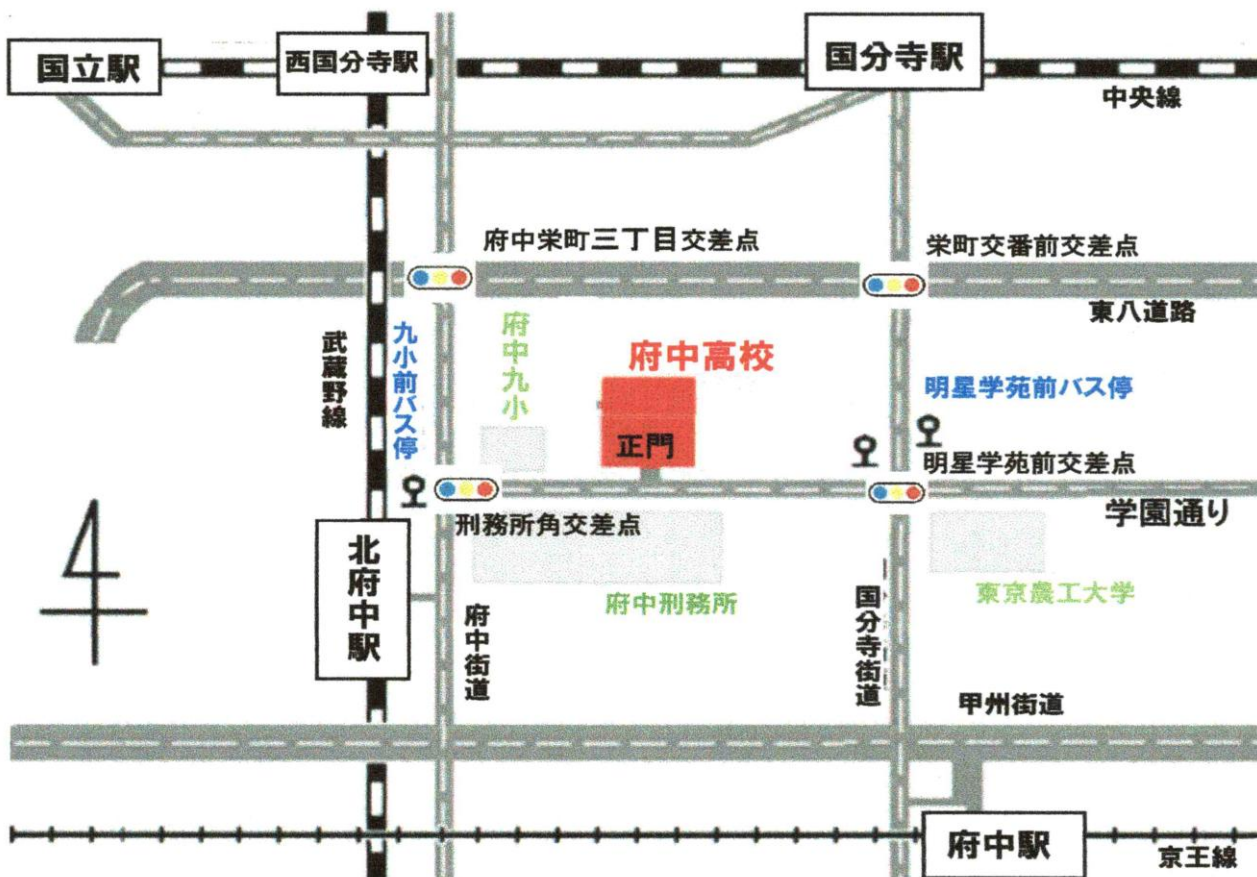 国立駅
西国分寺駅
国分寺駅
中央線
府中栄町三丁目交差点
栄町交番前交差点
東八道路
武蔵野線
九小前バス停
府中九小
府中高校
正門
明星学苑前バス停
明星学苑前交差点
学園通り
刑務所角交差点
北府中駅
府中刑務所
東京農工大学
府中街道
国分寺街道
甲州街道
府中駅
京王線